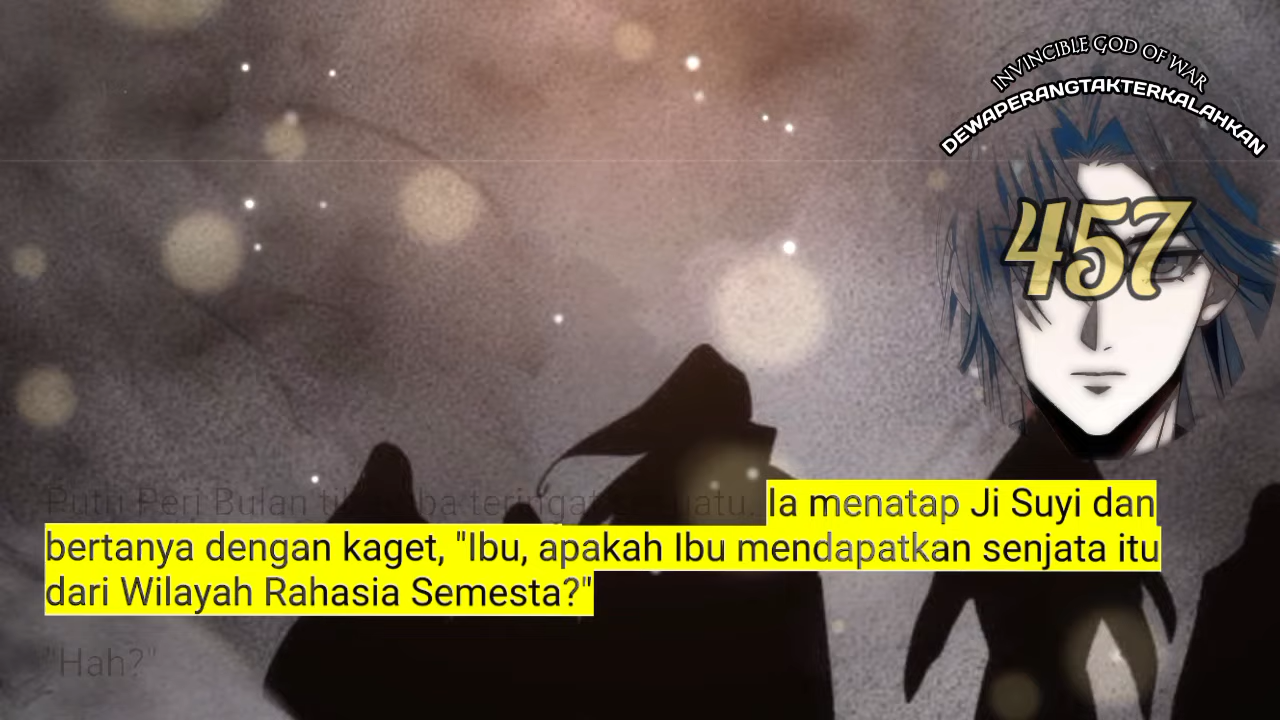 INVINCIBLE GOD OF WAR
DEWAPERANGTAKTERKALAHKAN
457
Putri Peri Bulan tiba-tiba teringat sesuatu. Ia menatap Ji Suyi dan
bertanya dengan kaget, "Ibu, apakah Ibu mendapatkan senjata itu
dari Wilayah Rahasia Semesta?"
"Hah?"